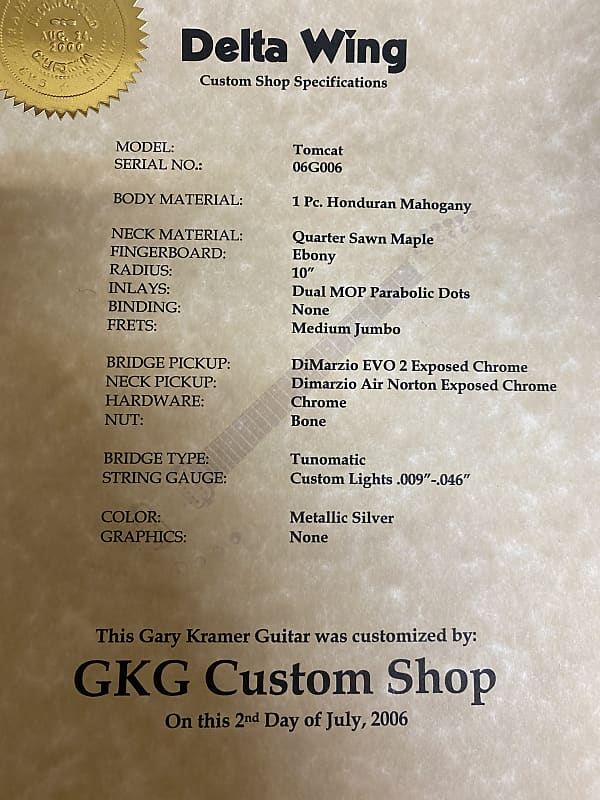 AUG. 24,
2000
Delta Wing
Custom Shop Specifications
MODEL: Tomcat
SERIAL NO.: 06G006
BODY MATERIAL: 1 Pc. Honduran Mahogany
NECK MATERIAL: Quarter Sawn Maple
FINGERBOARD: Ebony
RADIUS: 10"
INLAYS: Dual MOP Parabolic Dots
BINDING: None
FRETS: Medium Jumbo
BRIDGE PICKUP: DiMarzio EVO 2 Exposed Chrome
NECK PICKUP: Dimarzio Air Norton Exposed Chrome
HARDWARE: Chrome
NUT: Bone
BRIDGE TYPE: Tunomatic
STRING GAUGE: Custom Lights .009"-.046"
COLOR: Metallic Silver
GRAPHICS: None
This Gary Kramer Guitar was customized by:
GKG Custom Shop
On this 2nd Day of July, 2006